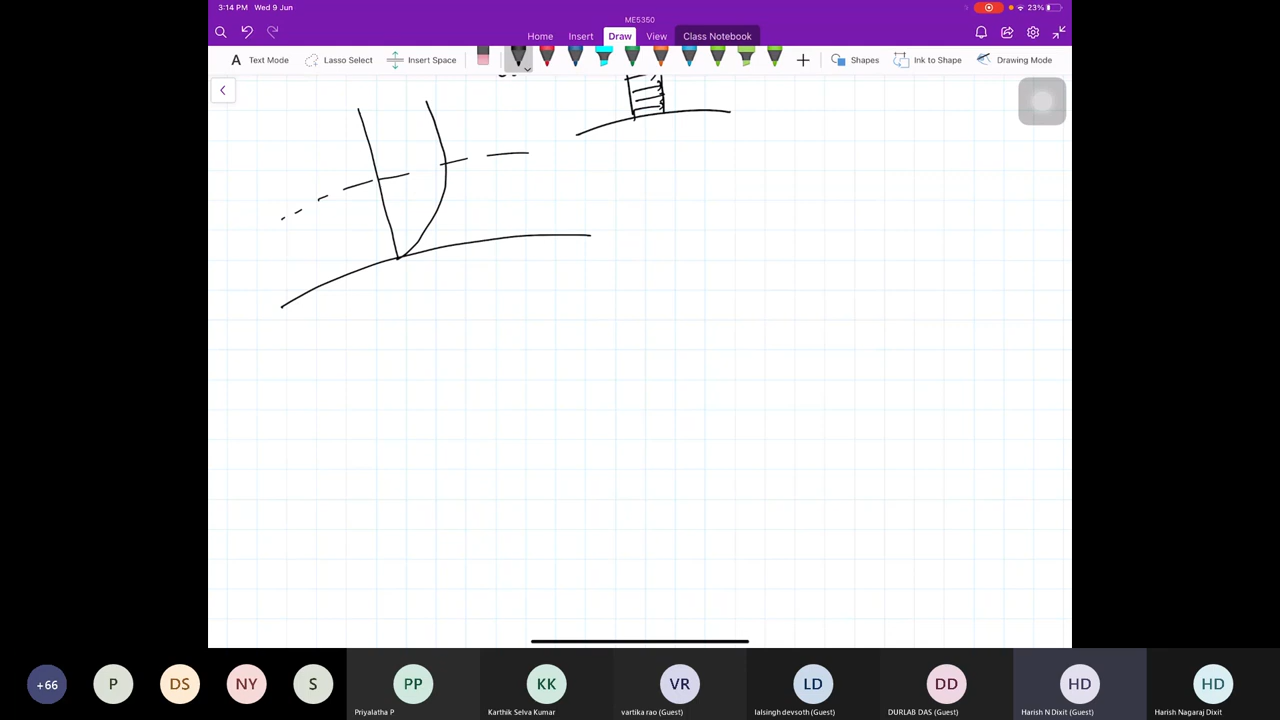 3:14 PM Wed 9 Jun
23%
ME5350
Home Insert Draw View Class Notebook
A Text Mode Lasso Select Insert Space Shapes Ink to Shape Drawing Mode
+66 P DS NY S PP KK VR LD DD HD HD
Priyalatha P Karthik Selva Kumar vartika rao (Guest) lalsingh devsoth (Guest) DURLAB DAS (Guest) Harish N Dixit (Guest) Harish Nagaraj Dixit